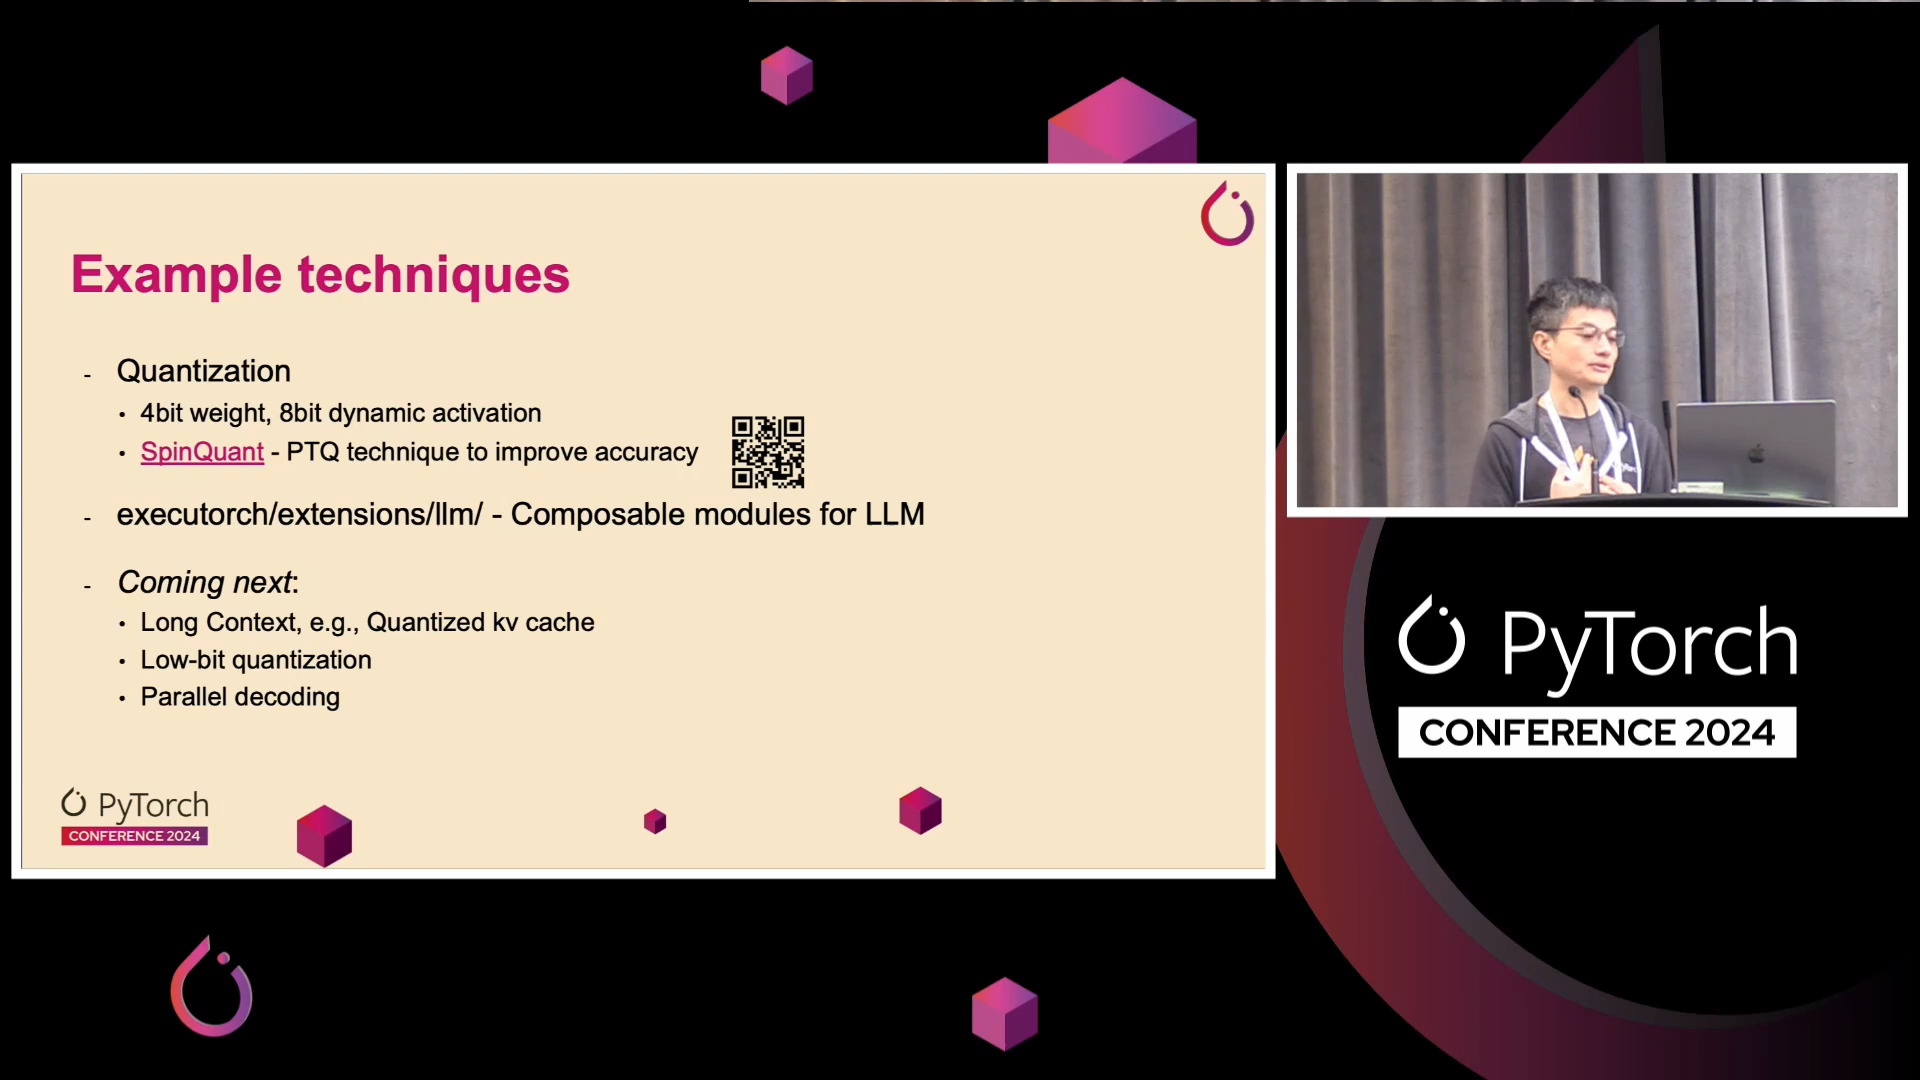 Example techniques
- Quantization
• 4bit weight, 8bit dynamic activation
• SpinQuant - PTQ technique to improve accuracy
- executorch/extensions/llm/ - Composable modules for LLM
- Coming next:
• Long Context, e.g., Quantized kv cache
• Low-bit quantization
• Parallel decoding
PyTorch
CONFERENCE 2024
PyTorch
CONFERENCE 2024